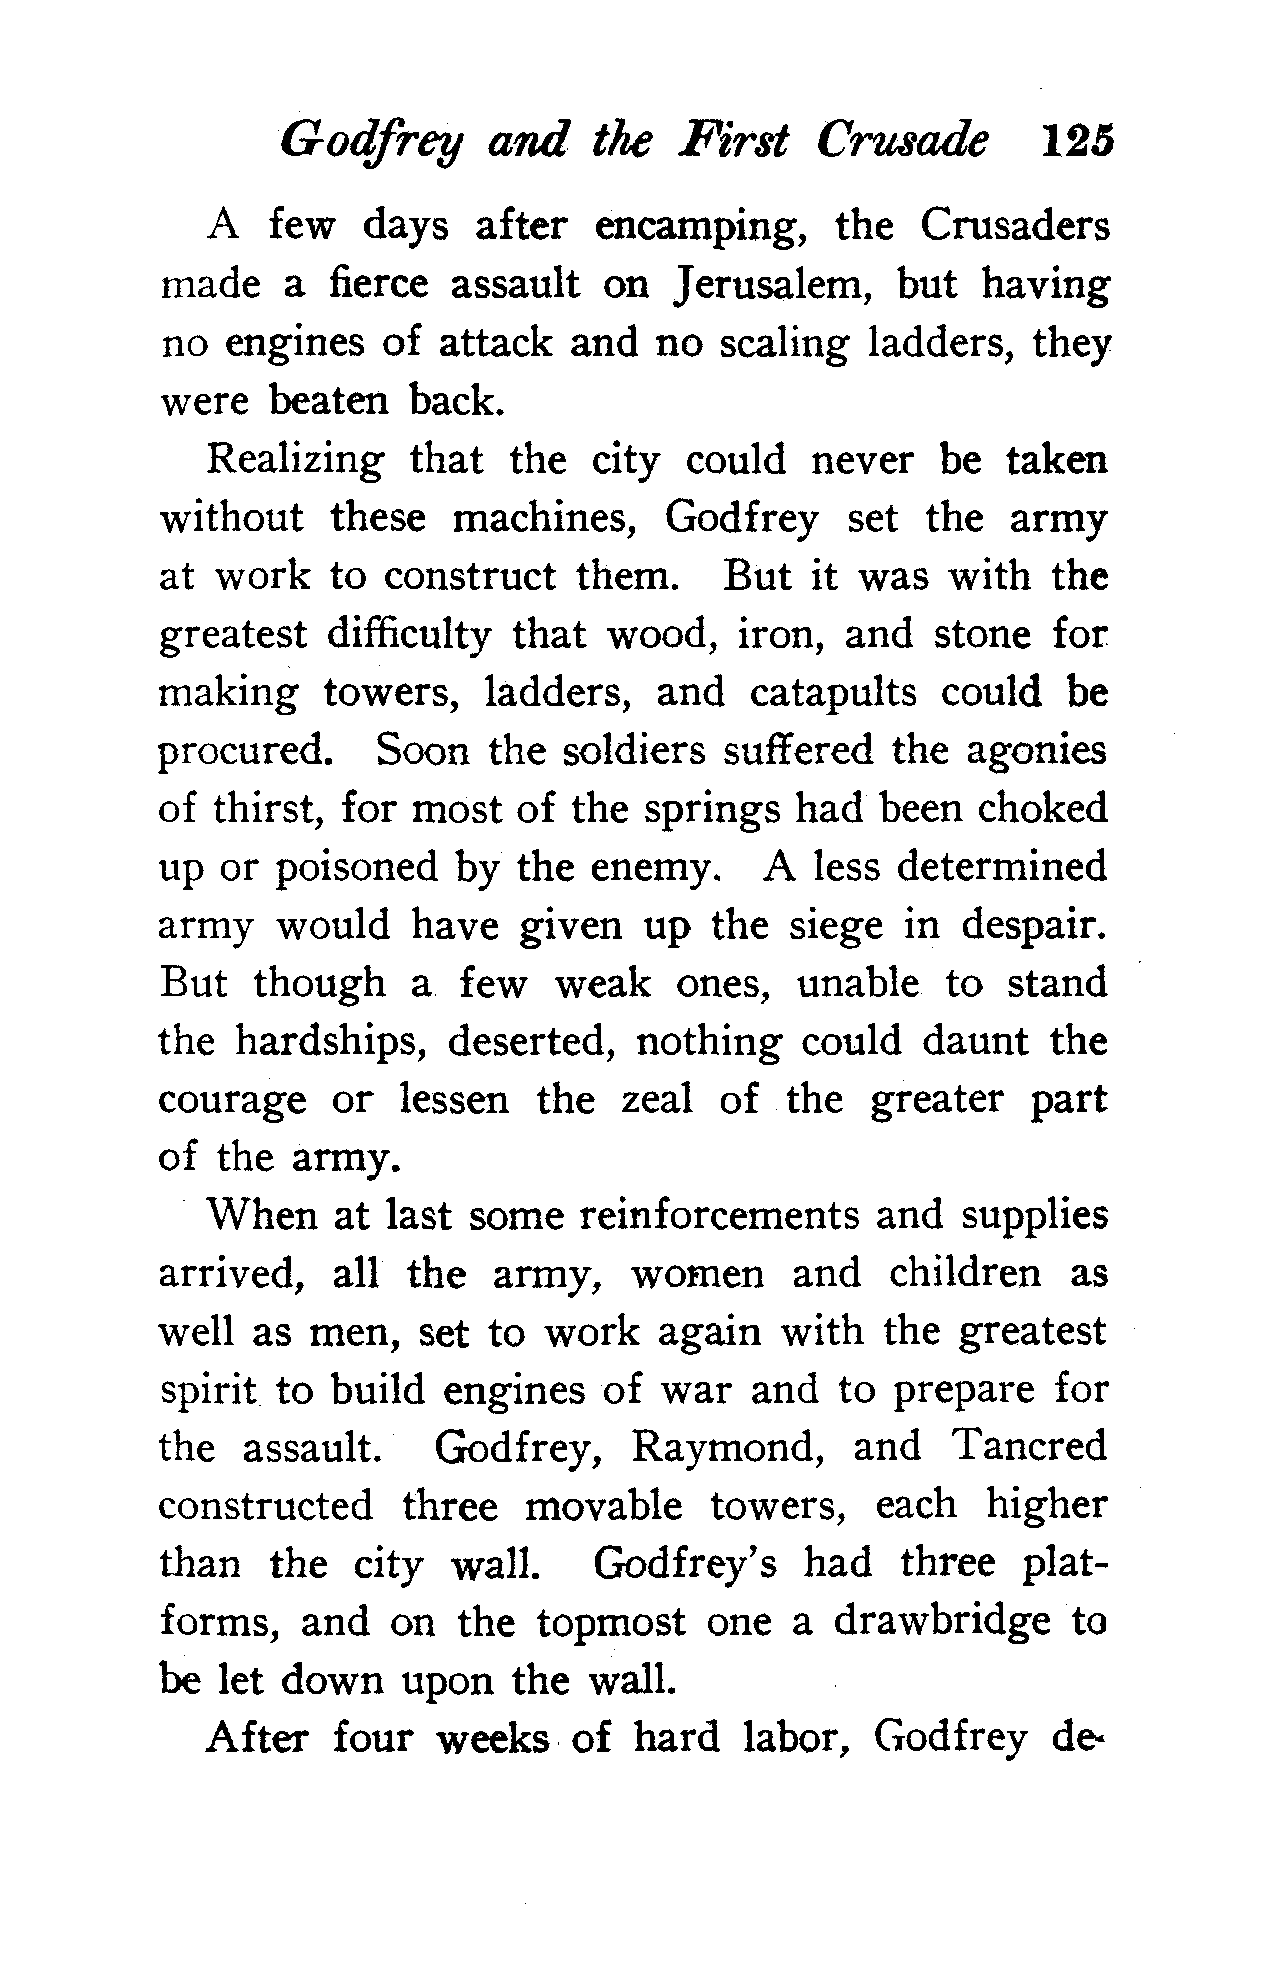 Godfrey and the First Crusade 125
A few days after encamping, the Crusaders
made a fierce assault on Jerusalem, but having
no engines of attack and no scaling ladders, they
were beaten back.
Realizing that the city could never be taken
without these machines, Godfrey set the army
at work to construct them. But it was with the
greatest difficulty that wood, iron, and stone for
making towers, ladders, and catapults could be
procured. Soon the soldiers suffered the agonies
of thirst, for most of the springs had been choked
up or poisoned by the enemy. A less determined
army would have given up the siege in despair.
But though a few weak ones, unable to stand
the hardships, deserted, nothing could daunt the
courage or lessen the zeal of the greater part
of the army.
When at last some reinforcements and supplies
arrived, all the army, women and children as
well as men, set to work again with the greatest
spirit to build engines of war and to prepare for
the assault. Godfrey, Raymond, and Tancred
constructed three movable towers, each higher
than the city wall. Godfrey's had three plat-
forms, and on the topmost one a drawbridge to
be let down upon the wall.
After four weeks of hard labor, Godfrey de-